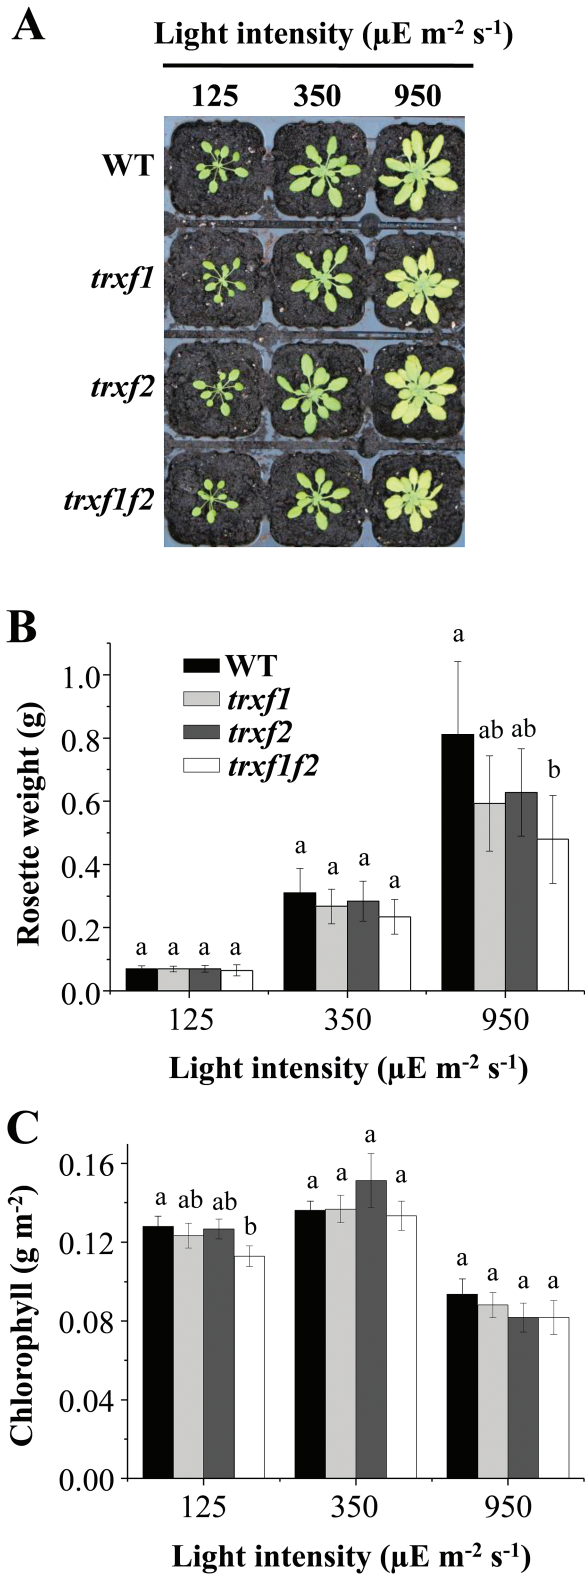 A
Light intensity (µE m-2 s-1)
125 350 950
WT
trxf1
trxf2
trxf1f2
B
Rosette weight (g)
1.0
0.8
0.6
0.4
0.2
0.0
WT
trxf1
trxf2
trxf1f2
a a a a
a a a a
a ab ab b
125 350 950
Light intensity (µE m-2 s-1)
C
Chlorophyll (g m-2)
0.16
0.12
0.08
0.04
0.00
a ab ab b
a a a a
a a a a
125 350 950
Light intensity (µE m-2 s-1)